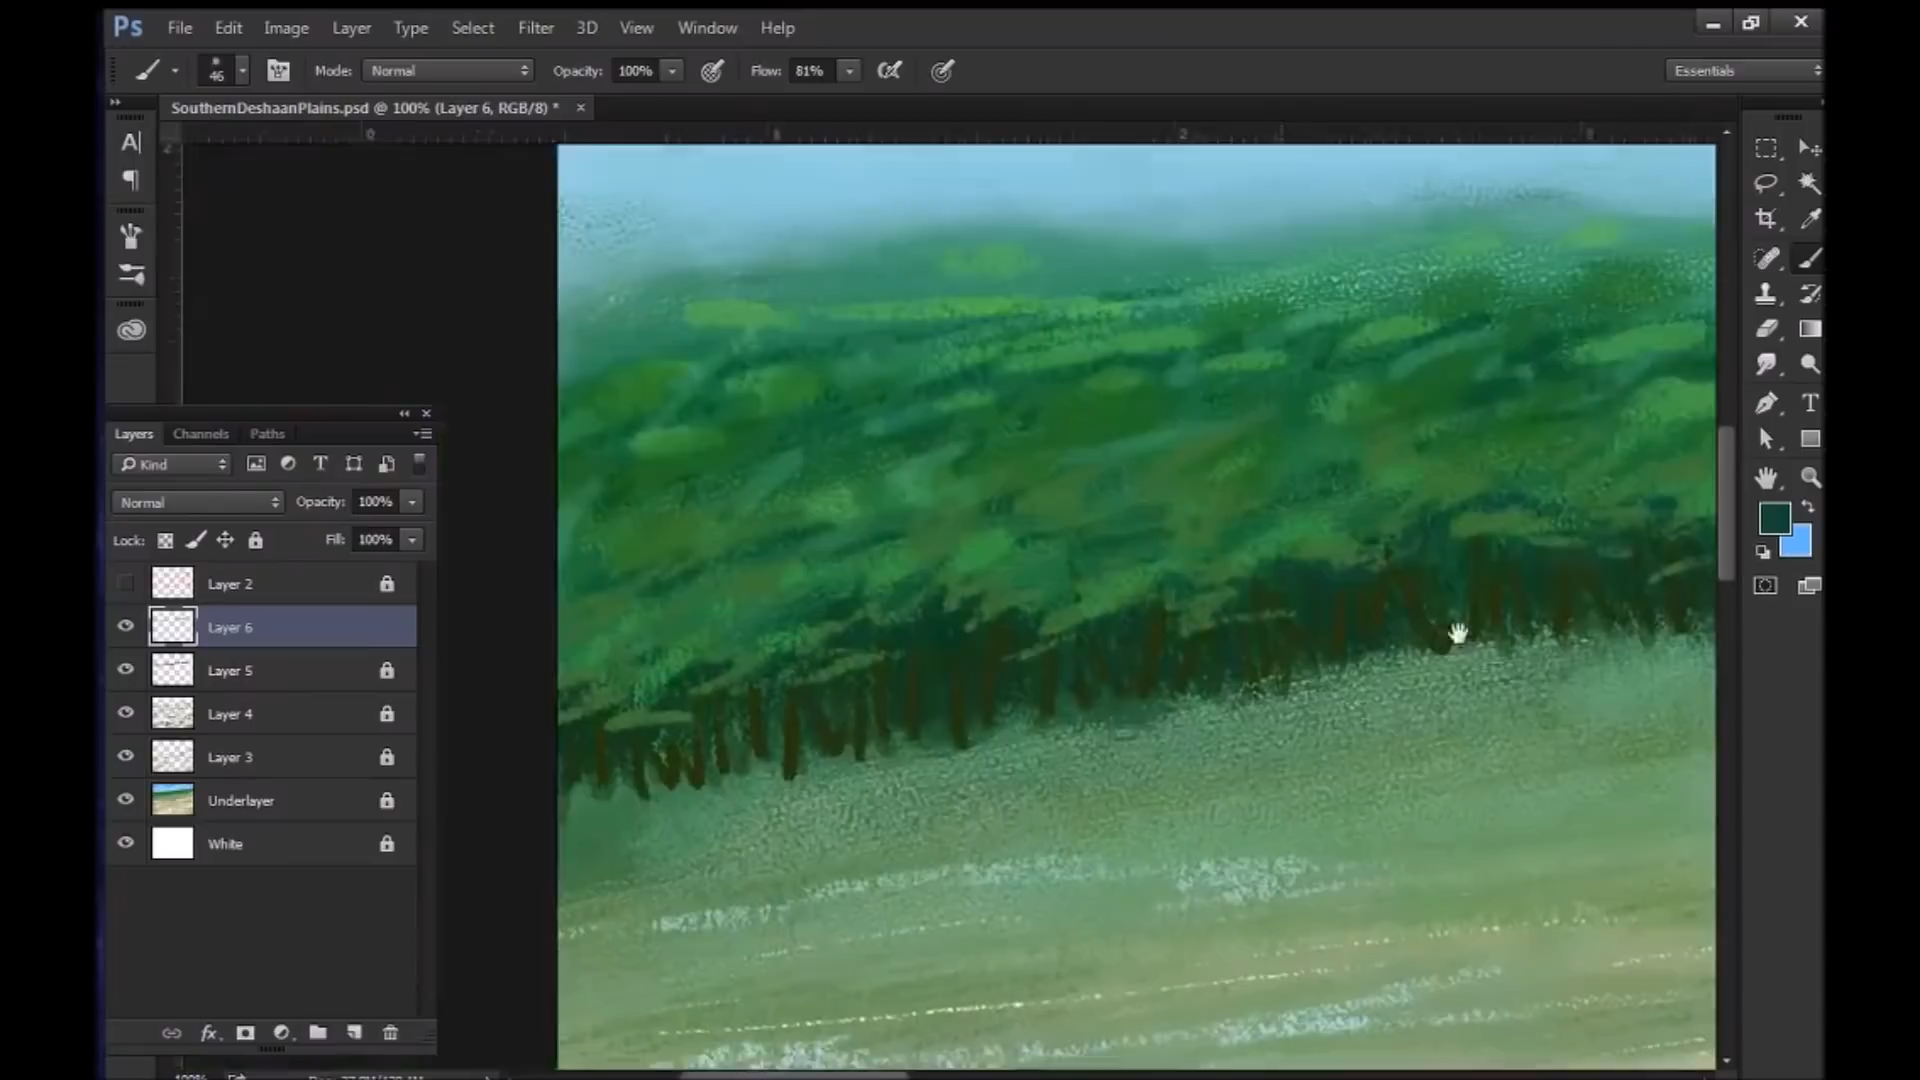 Ps File Edit Image Layer Type Select Filter 3D View Window Help
46 Mode: Normal Opacity: 100% Flow: 81% Essentials
SouthernDeshaanPlains.psd @ 100% (Layer 6, RGB/8) * ×
Layers Channels Paths
Kind
Normal Opacity: 100%
Lock: Fill: 100%
Layer 2
Layer 6
Layer 5
Layer 4
Layer 3
Underlayer
White